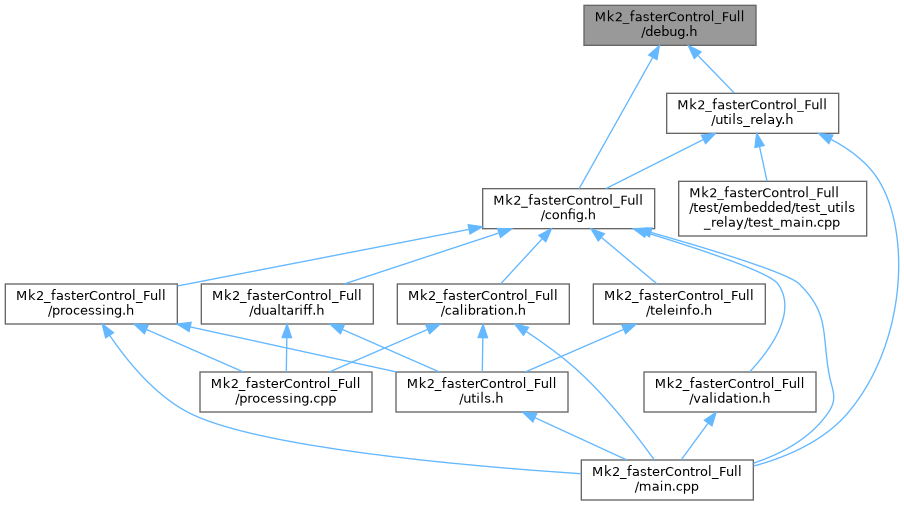 Mk2_fasterControl_Full
/debug.h
Mk2_fasterControl_Full
/utils_relay.h
Mk2_fasterControl_Full
/config.h
Mk2_fasterControl_Full
/test/embedded/test_utils
_relay/test_main.cpp
Mk2_fasterControl_Full
/processing.h
Mk2_fasterControl_Full
/dualtariff.h
Mk2_fasterControl_Full
/calibration.h
Mk2_fasterControl_Full
/teleinfo.h
Mk2_fasterControl_Full
/processing.cpp
Mk2_fasterControl_Full
/utils.h
Mk2_fasterControl_Full
/validation.h
Mk2_fasterControl_Full
/main.cpp